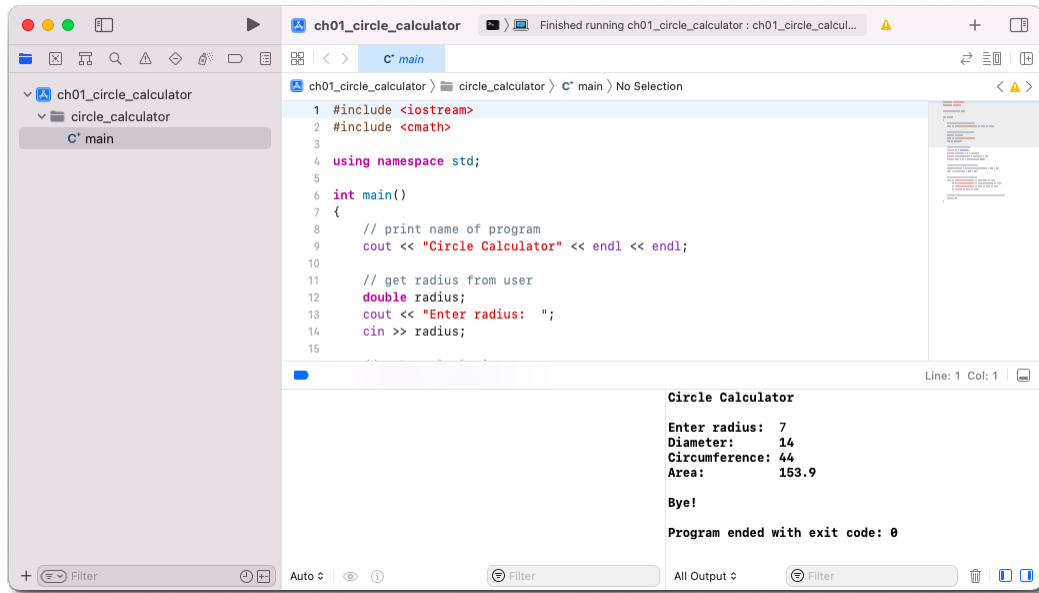 ch01_circle_calculator
Finished running ch01_circle_calculator : ch01_circle_calcul...
C+ main
ch01_circle_calculator
circle_calculator
C+ main
ch01_circle_calculator 〉 circle_calculator 〉 C+ main 〉 No Selection
1 #include <iostream>
2 #include <cmath>
3
4 using namespace std;
5
6 int main()
7 {
8 // print name of program
9 cout << "Circle Calculator" << endl << endl;
10
11 // get radius from user
12 double radius;
13 cout << "Enter radius:  ";
14 cin >> radius;
15
Line: 1 Col: 1
Circle Calculator
Enter radius:  7
Diameter:      14
Circumference: 44
Area:          153.9
Bye!
Program ended with exit code: 0
Filter
Auto
Filter
All Output
Filter